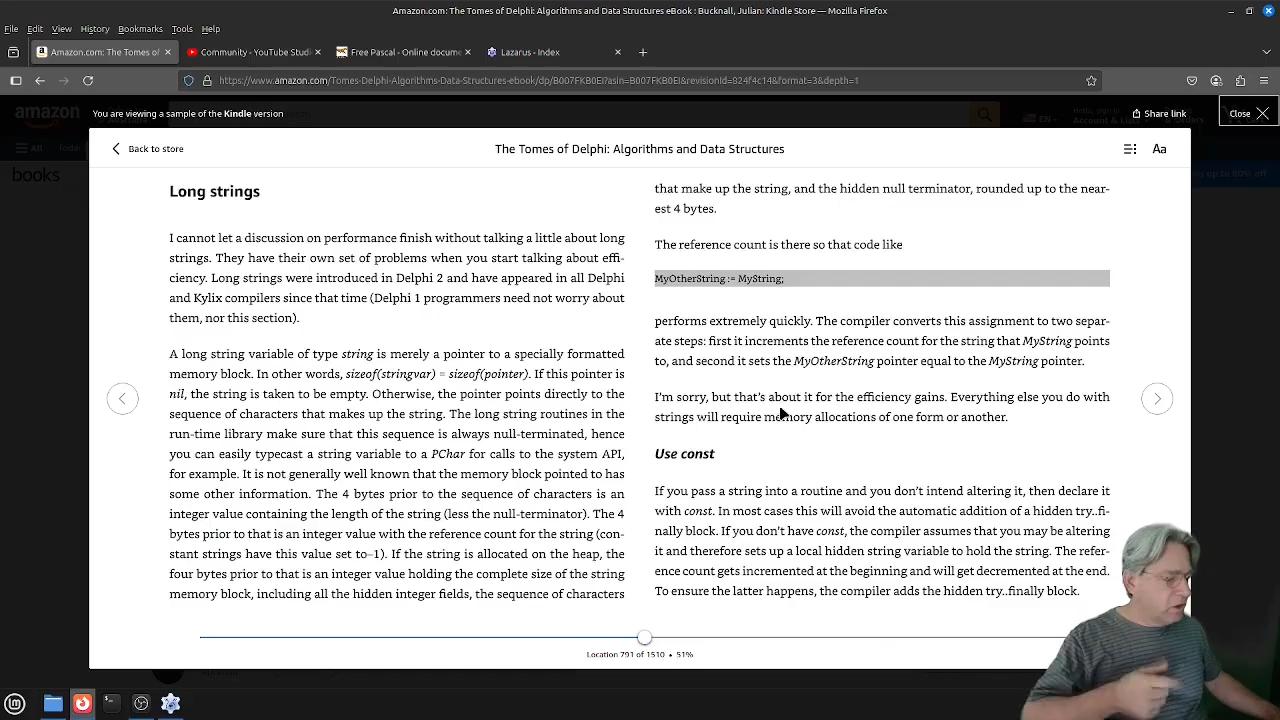 Amazon.com: The Tomes of Delphi: Algorithms and Data Structures eBook : Bucknall, Julian: Kindle Store — Mozilla Firefox
File Edit View History Bookmarks Tools Help
Amazon.com: The Tomes of
Community - YouTube Studi
Free Pascal - Online docume
Lazarus - Index
https://www.amazon.com/Tomes-Delphi-Algorithms-Data-Structures-ebook/dp/B007FKB0EI?asin=B007FKB0EI&revisionId=824f4c14&format=3&depth=1
amazon
You are viewing a sample of the Kindle version
Share link
Close
EN
All
books
Back to store
The Tomes of Delphi: Algorithms and Data Structures
Aa
Long strings
I cannot let a discussion on performance finish without talking a little about long
strings. They have their own set of problems when you start talking about effi-
ciency. Long strings were introduced in Delphi 2 and have appeared in all Delphi
and Kylix compilers since that time (Delphi 1 programmers need not worry about
them, nor this section).
A long string variable of type string is merely a pointer to a specially formatted
memory block. In other words, sizeof(stringvar) = sizeof(pointer). If this pointer is
nil, the string is taken to be empty. Otherwise, the pointer points directly to the
sequence of characters that makes up the string. The long string routines in the
run-time library make sure that this sequence is always null-terminated, hence
you can easily typecast a string variable to a PChar for calls to the system API,
for example. It is not generally well known that the memory block pointed to has
some other information. The 4 bytes prior to the sequence of characters is an
integer value containing the length of the string (less the null-terminator). The 4
bytes prior to that is an integer value with the reference count for the string (con-
stant strings have this value set to–1). If the string is allocated on the heap, the
four bytes prior to that is an integer value holding the complete size of the string
memory block, including all the hidden integer fields, the sequence of characters
that make up the string, and the hidden null terminator, rounded up to the near-
est 4 bytes.
The reference count is there so that code like
MyOtherString := MyString;
performs extremely quickly. The compiler converts this assignment to two separ-
ate steps: first it increments the reference count for the string that MyString points
to, and second it sets the MyOtherString pointer equal to the MyString pointer.
I'm sorry, but that's about it for the efficiency gains. Everything else you do with
strings will require memory allocations of one form or another.
Use const
If you pass a string into a routine and you don't intend altering it, then declare it
with const. In most cases this will avoid the automatic addition of a hidden try..fi-
nally block. If you don't have const, the compiler assumes that you may be altering
it and therefore sets up a local hidden string variable to hold the string. The refer-
ence count gets incremented at the beginning and will get decremented at the end.
To ensure the latter happens, the compiler adds the hidden try..finally block.
Location 791 of 1510 • 51%